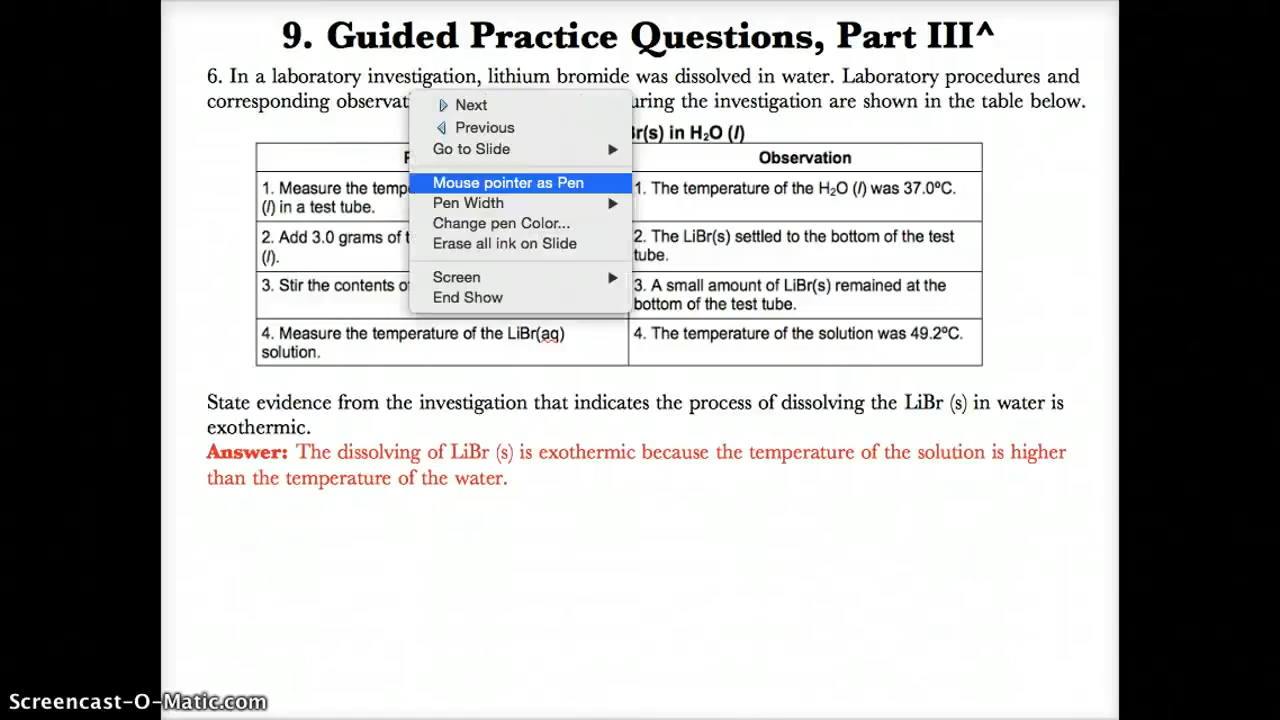 9. Guided Practice Questions, Part III^
6. In a laboratory investigation, lithium bromide was dissolved in water. Laboratory procedures and
corresponding uring the investigation are shown in the table below.
Next
Previous
Go to Slide
Mouse pointer as Pen
Pen Width
Change pen Color...
Erase all ink on Slide
Screen
End Show
Br(s) in H₂O (l)
Observation
1. Measure the temp
(l) in a test tube.
1. The temperature of the H₂O (l) was 37.0ºC.
2. Add 3.0 grams of
(l).
2. The LiBr(s) settled to the bottom of the test
tube.
3. Stir the contents
3. A small amount of LiBr(s) remained at the
bottom of the test tube.
4. Measure the temperature of the LiBr(aq)
solution.
4. The temperature of the solution was 49.2ºC.
State evidence from the investigation that indicates the process of dissolving the LiBr (s) in water is
exothermic.
Answer: The dissolving of LiBr (s) is exothermic because the temperature of the solution is higher
than the temperature of the water.
Screencast-O-Matic.com